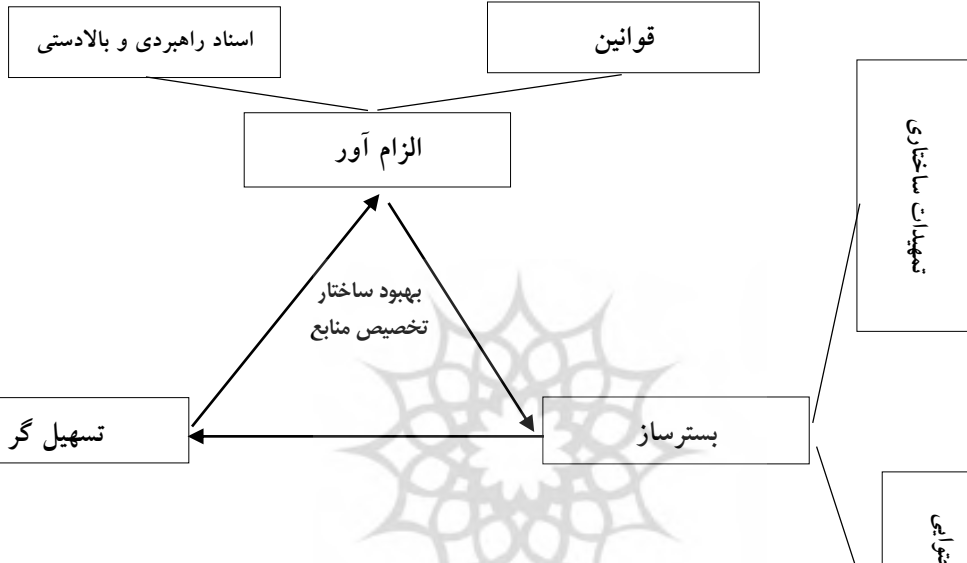 قوانین
اسناد راهبردی و بالادستی
الزام آور
تمهیدات ساختاری
بهبود ساختار
تخصیص منابع
بسترساز
تسهیل گر